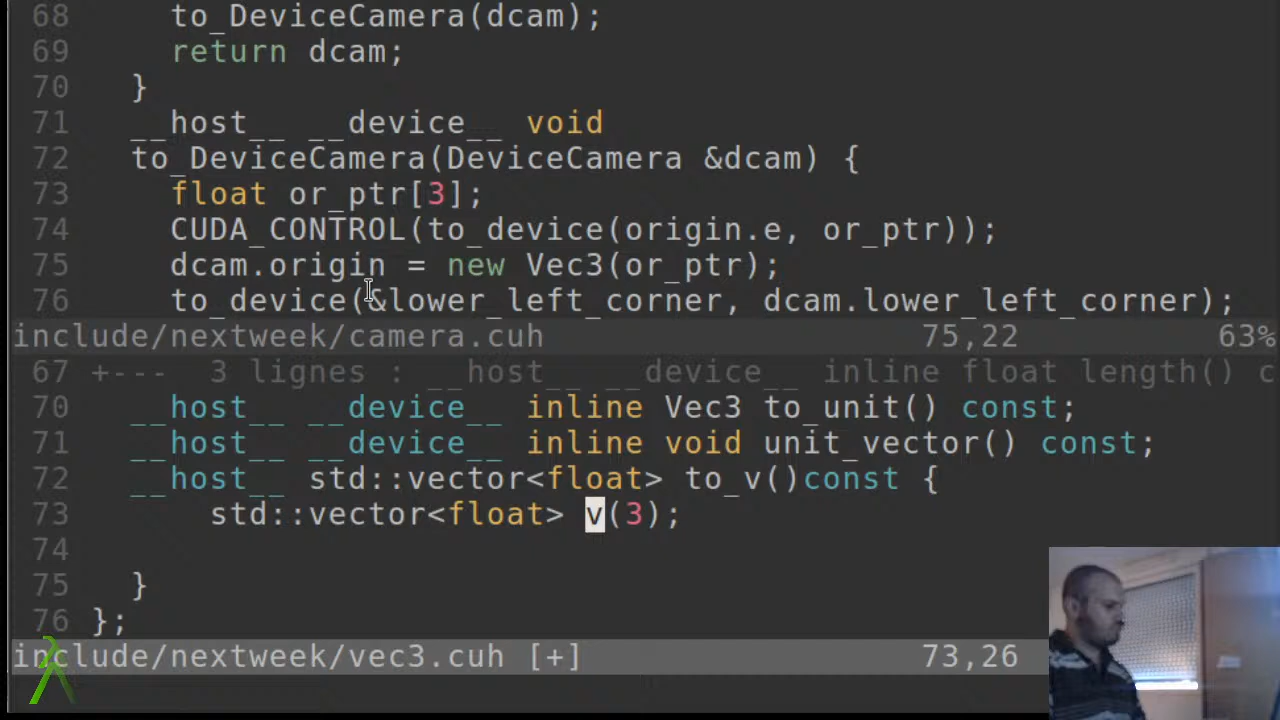 68     to_DeviceCamera(dcam);
69     return dcam;
70   }
71   __host__ __device__ void
72   to_DeviceCamera(DeviceCamera &dcam) {
73     float or_ptr[3];
74     CUDA_CONTROL(to_device(origin.e, or_ptr));
75     dcam.origin = new Vec3(or_ptr);
76     to_device(&lower_left_corner, dcam.lower_left_corner);
include/nextweek/camera.cuh 75,22 63%
67 +---  3 lignes : __host__ __device__ inline float length() c
70   __host__ __device__ inline Vec3 to_unit() const;
71   __host__ __device__ inline void unit_vector() const;
72   __host__ std::vector<float> to_v()const {
73       std::vector<float> v(3);
74
75   }
76 };
include/nextweek/vec3.cuh [+] 73,26
λ